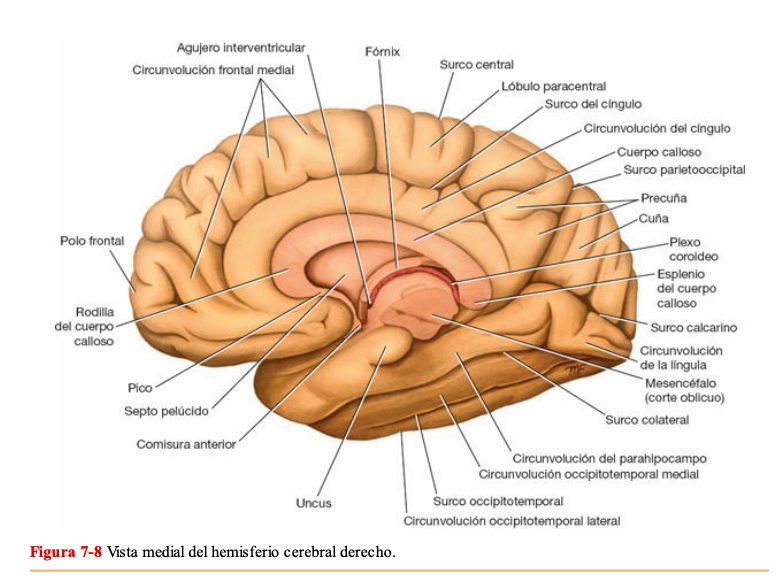 Agujero interventricular
Fórnix
Circunvolución frontal medial
Surco central
Lóbulo paracentral
Surco del cíngulo
Circunvolución del cíngulo
Cuerpo calloso
Surco parietooccipital
Precuña
Cuña
Polo frontal
Plexo
coroideo
Esplenio
del cuerpo
calloso
Rodilla
del cuerpo
calloso
Surco calcarino
Circunvolución
de la língula
Pico
Mesencéfalo
(corte oblicuo)
Septo pelúcido
Surco colateral
Comisura anterior
Circunvolución del parahipocampo
Circunvolución occipitotemporal medial
Uncus
Surco occipitotemporal
Circunvolución occipitotemporal lateral
Figura 7-8 Vista medial del hemisferio cerebral derecho.